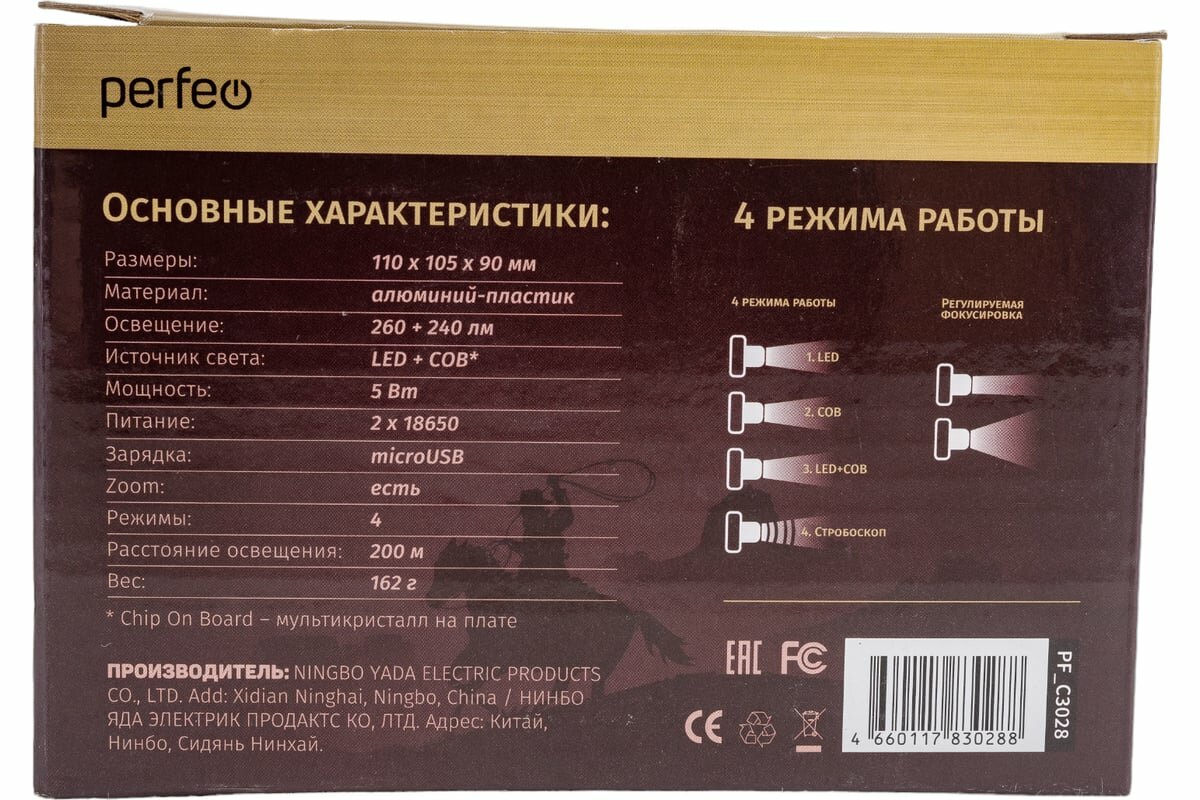 perfeo
Основные характеристики:
Размеры: 110 х 105 х 90 мм
Материал: алюминий-пластик
Освещение: 260 + 240 лм
Источник света: LED + COB*
Мощность: 5 Вт
Питание: 2 x 18650
Зарядка: microUSB
Zoom: есть
Режимы: 4
Расстояние освещения: 200 м
Вес: 162 г
* Chip On Board – мультикристалл на плате
ПРОИЗВОДИТЕЛЬ: NINGBO YADA ELECTRIC PRODUCTS
CO., LTD. Add: Xidian Ninghai, Ningbo, China / НИНБО
ЯДА ЭЛЕКТРИК ПРОДАКТС КО, ЛТД. Адрес: Китай,
Нинбо, Сидянь Нинхай.
4 режима работы
4 режима работы
1. LED
2. COB
3. LED+COB
4. Стробоскоп
Регулируемая
фокусировка
EAC FC
CE
4 660117 830288
PF_C3028